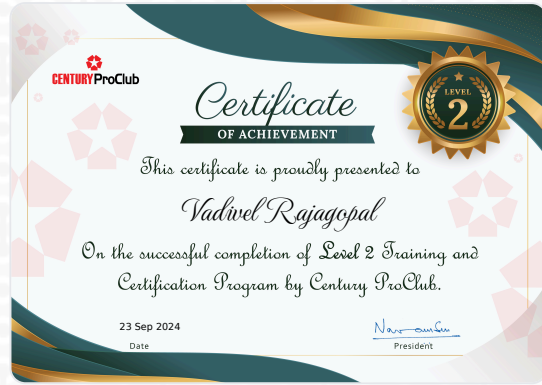 CENTURY ProClub
Certificate
OF ACHIEVEMENT
LEVEL
2
This certificate is proudly presented to
Vadivel Rajagopal
On the successful completion of Level 2 Training and
Certification Program by Century ProClub.
23 Sep 2024
Date
President